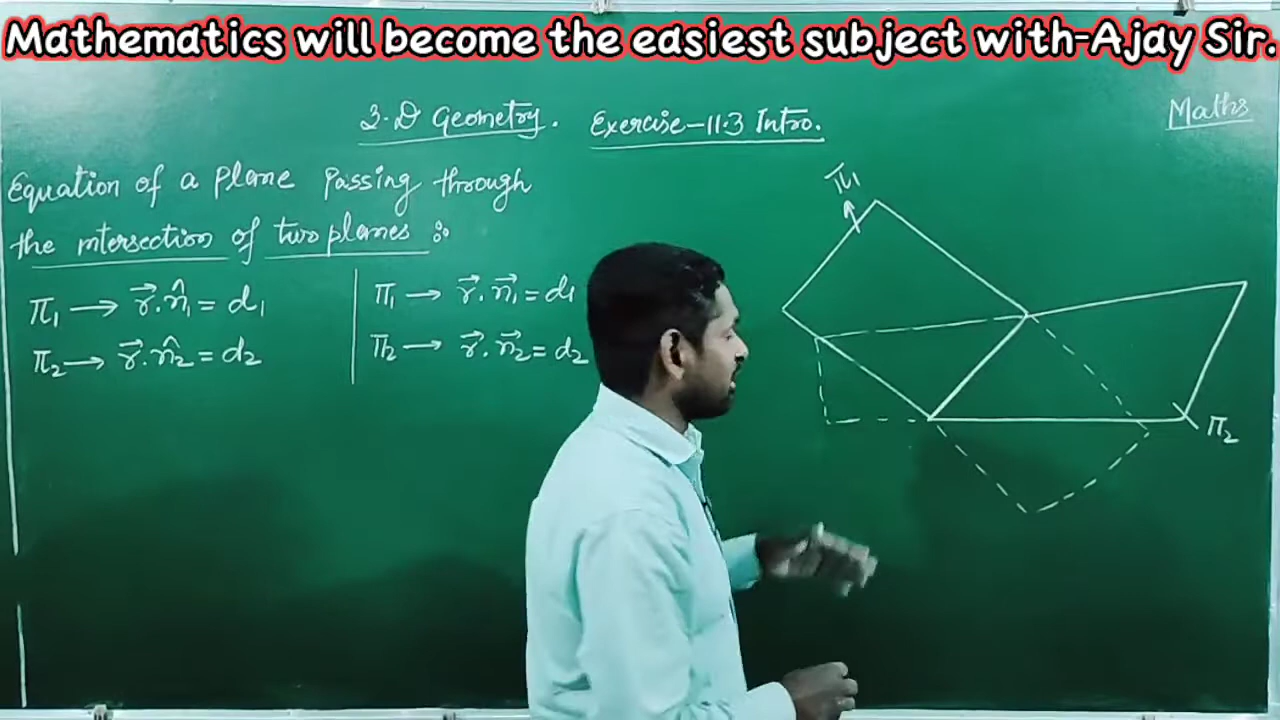 Mathematics will become the easiest subject with-Ajay Sir.
3-D Geometry. Exercise-11.3 Intro.
Maths
Equation of a plane Passing through
the intersection of two planes :-
π₁ → r⃗.n̂₁ = d₁
π₂ → r⃗.n̂₂ = d₂
π₁ → r⃗.n⃗₁ = d₁
π₂ → r⃗.n⃗₂ = d₂
π₁
π₂